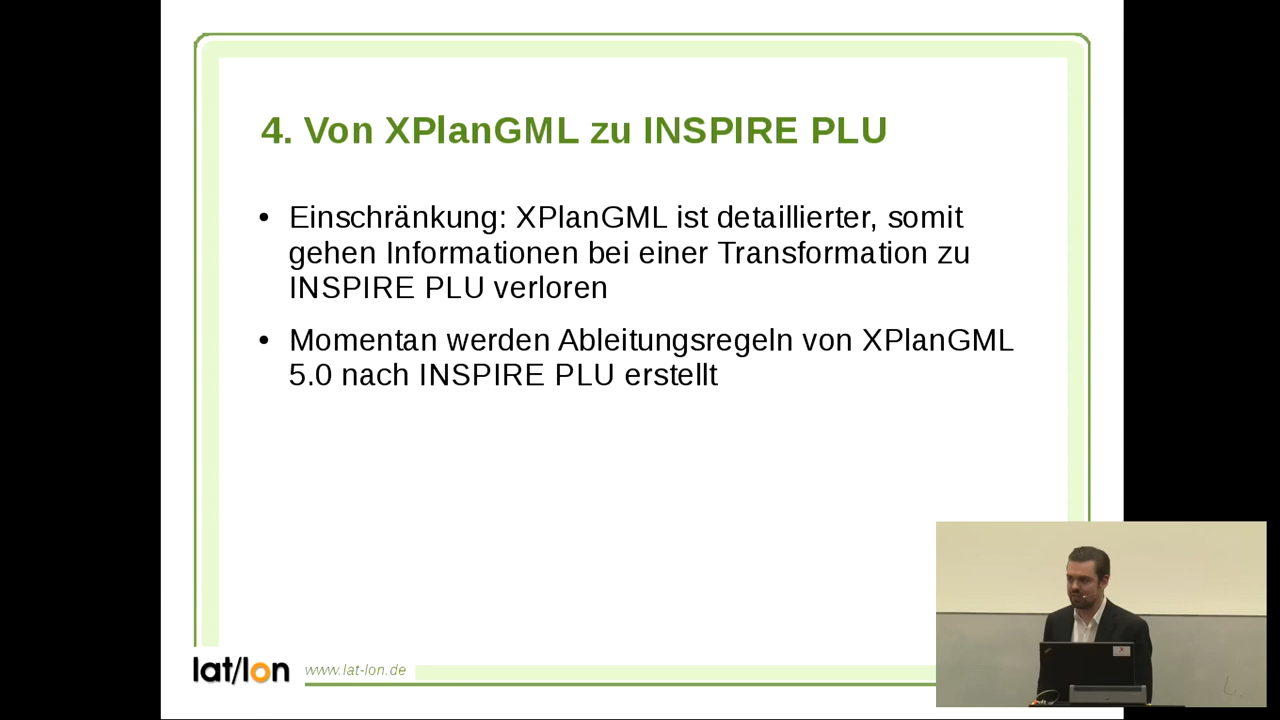 4. Von XPlanGML zu INSPIRE PLU
• Einschränkung: XPlanGML ist detaillierter, somit
gehen Informationen bei einer Transformation zu
INSPIRE PLU verloren
• Momentan werden Ableitungsregeln von XPlanGML
5.0 nach INSPIRE PLU erstellt
lat/lon
www.lat-lon.de